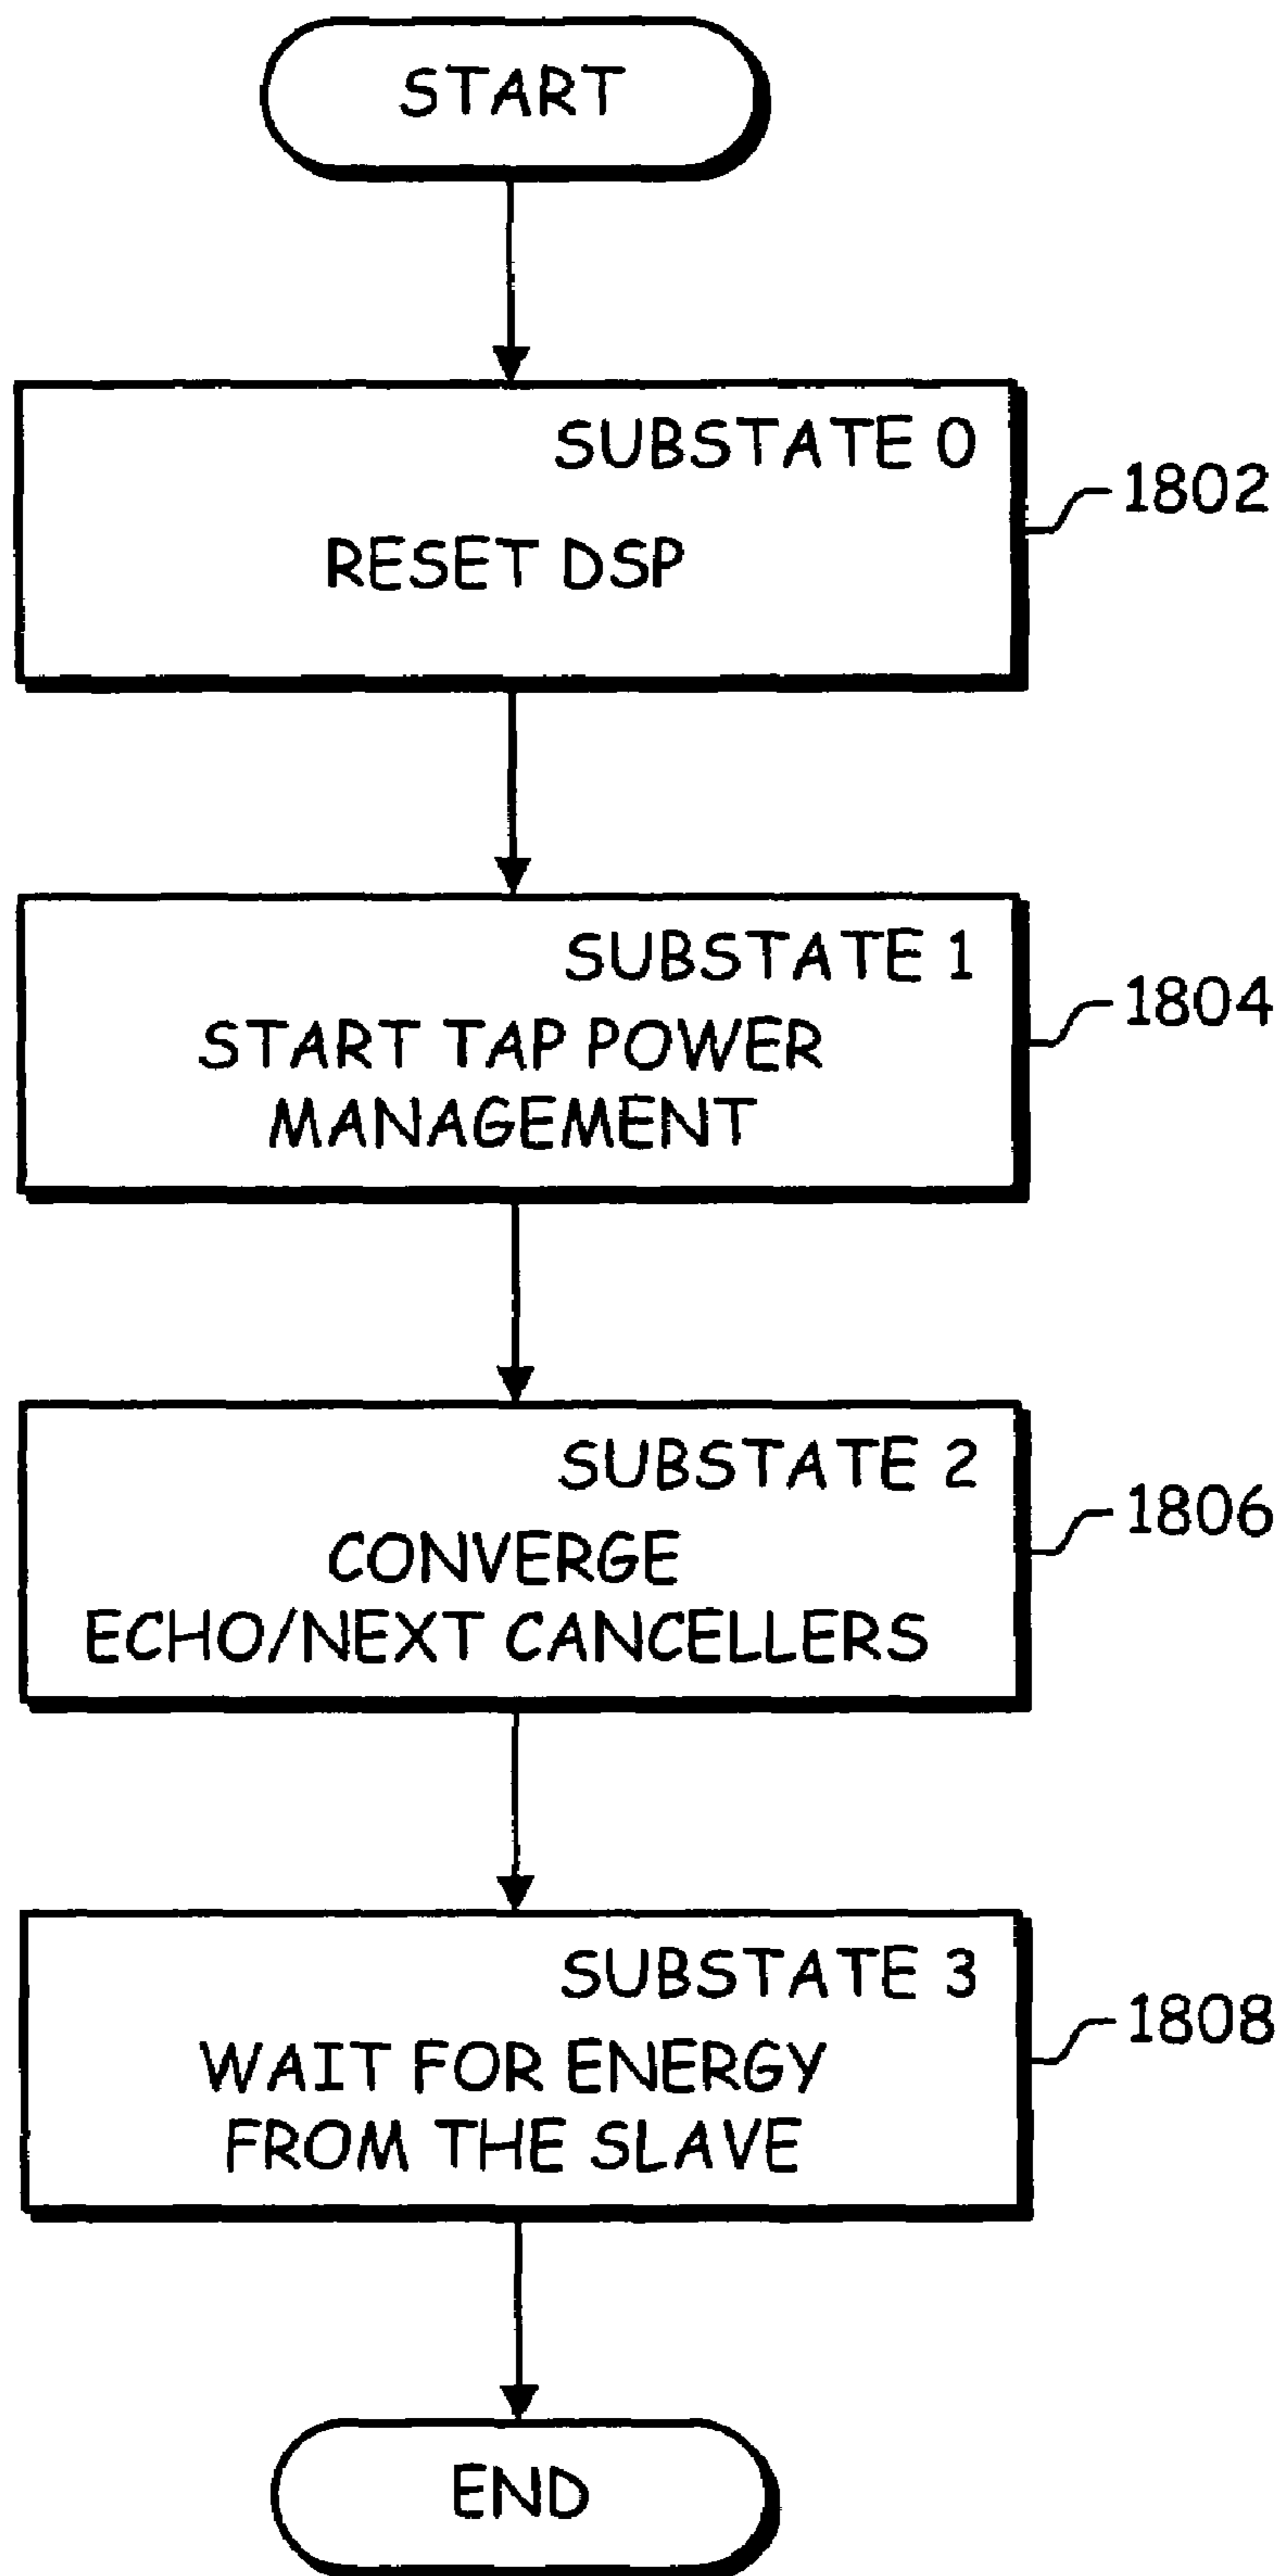 START
SUBSTATE 0
1802
RESET DSP
SUBSTATE 1
1804
START TAP POWER
MANAGEMENT
SUBSTATE 2
1806
CONVERGE
ECHO/NEXT CANCELLERS
SUBSTATE 3
1808
WAIT FOR ENERGY
FROM THE SLAVE
END